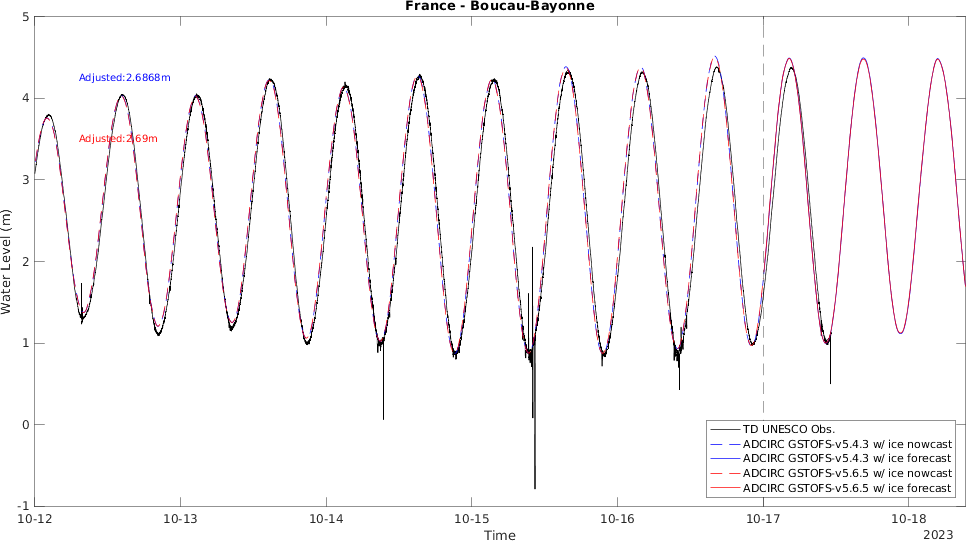 France - Boucau-Bayonne
5
4
3
2
1
0
-1
Water Level (m)
Adjusted:2.6868m
Adjusted:2.69m
TD UNESCO Obs.
ADCIRC GSTOFS-v5.4.3 w/ ice nowcast
ADCIRC GSTOFS-v5.4.3 w/ ice forecast
ADCIRC GSTOFS-v5.6.5 w/ ice nowcast
ADCIRC GSTOFS-v5.6.5 w/ ice forecast
10-12 10-13 10-14 10-15 10-16 10-17 10-18
Time
2023